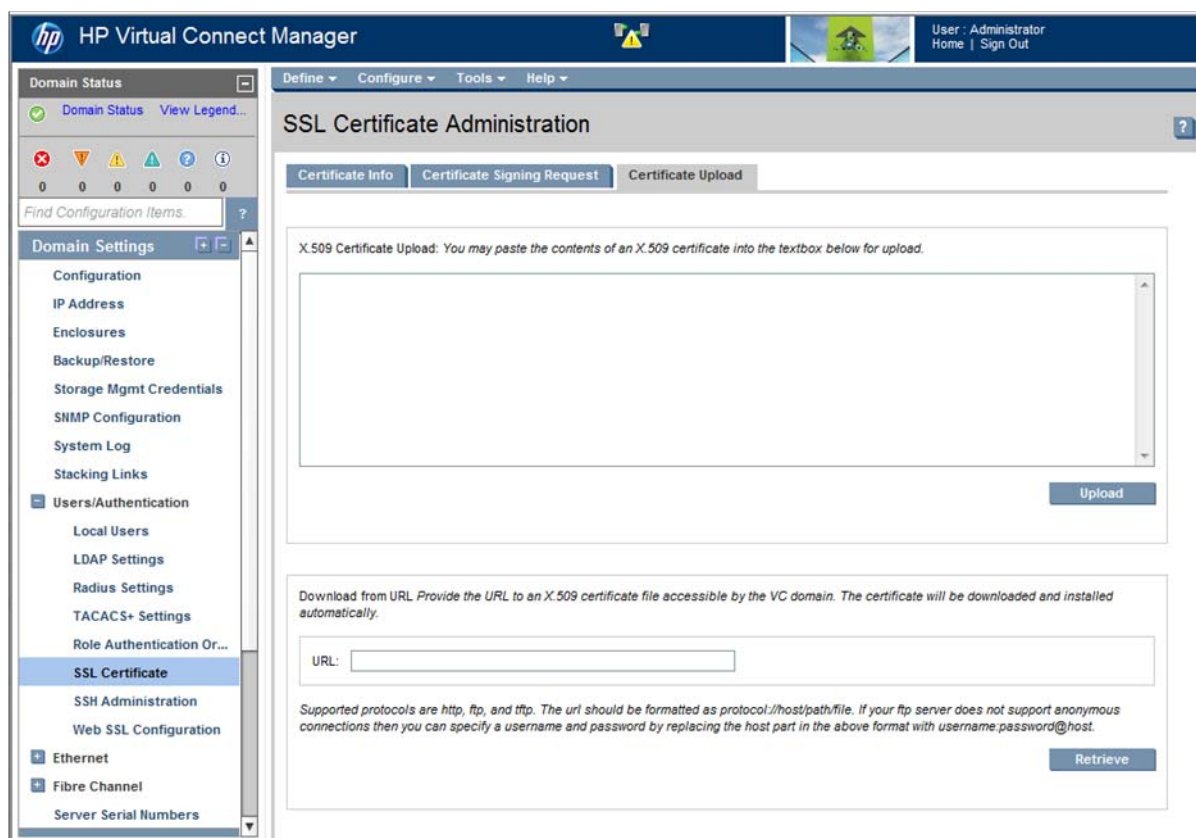 hp
HP Virtual Connect Manager
User : Administrator
Home | Sign Out
Domain Status
Domain Status View Legend...
0 0 0 0 0 0
Find Configuration Items. ?
Domain Settings
Configuration
IP Address
Enclosures
Backup/Restore
Storage Mgmt Credentials
SNMP Configuration
System Log
Stacking Links
Users/Authentication
Local Users
LDAP Settings
Radius Settings
TACACS+ Settings
Role Authentication Or...
SSL Certificate
SSH Administration
Web SSL Configuration
Ethernet
Fibre Channel
Server Serial Numbers
Define Configure Tools Help
SSL Certificate Administration
?
Certificate Info Certificate Signing Request Certificate Upload
X.509 Certificate Upload: You may paste the contents of an X.509 certificate into the textbox below for upload.
Upload
Download from URL Provide the URL to an X.509 certificate file accessible by the VC domain. The certificate will be downloaded and installed
automatically.
URL:
Supported protocols are http, ftp, and tftp. The url should be formatted as protocol://host/path/file. If your ftp server does not support anonymous
connections then you can specify a username and password by replacing the host part in the above format with username:password@host.
Retrieve